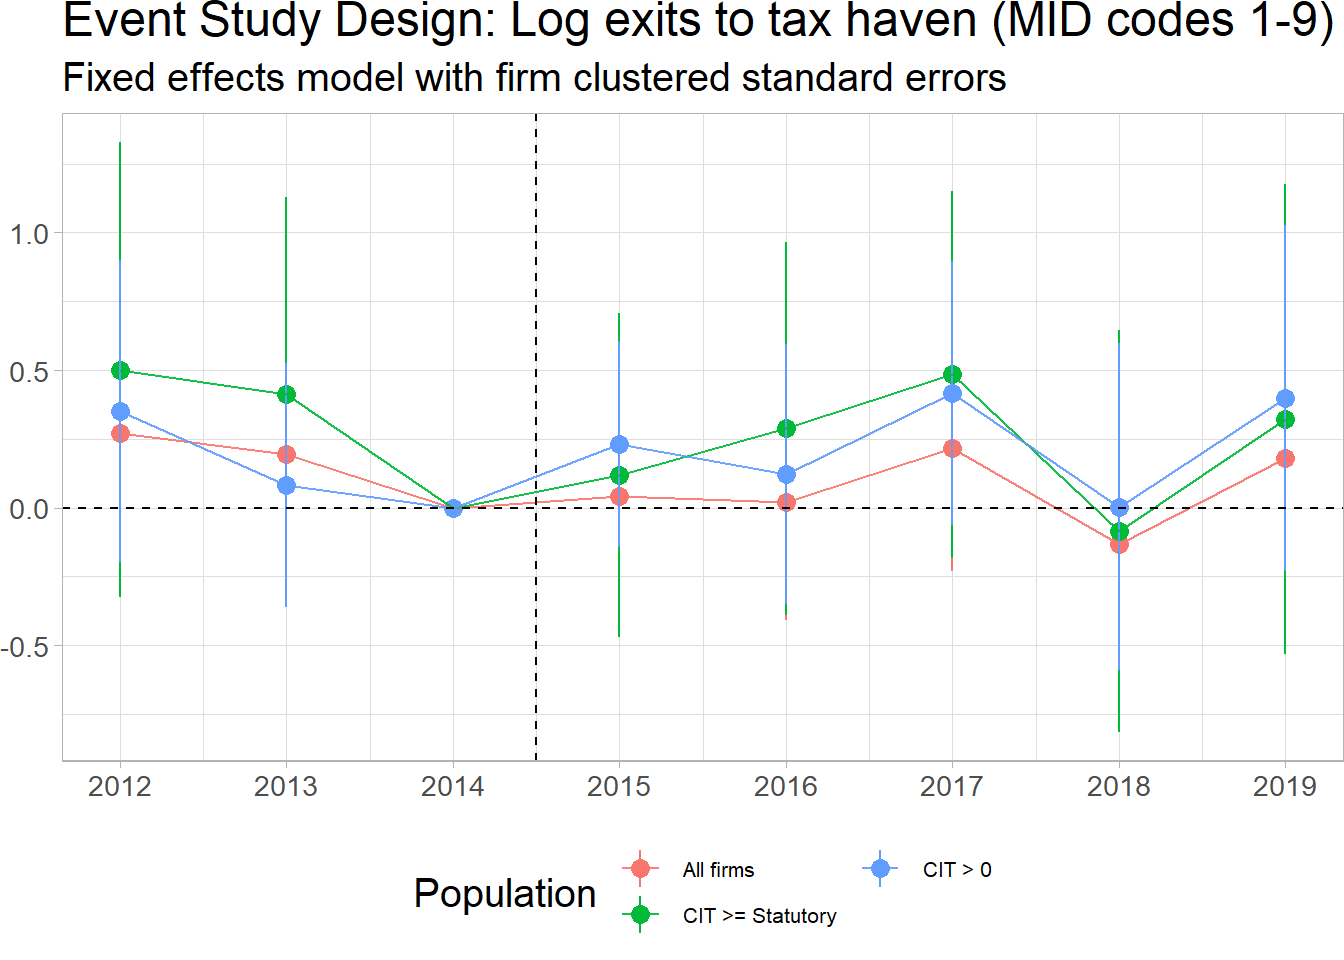 Event Study Design: Log exits to tax haven (MID codes 1-9)
Fixed effects model with firm clustered standard errors
1.0
0.5
0.0
-0.5
2012 2013 2014 2015 2016 2017 2018 2019
Population
All firms
CIT > 0
CIT >= Statutory